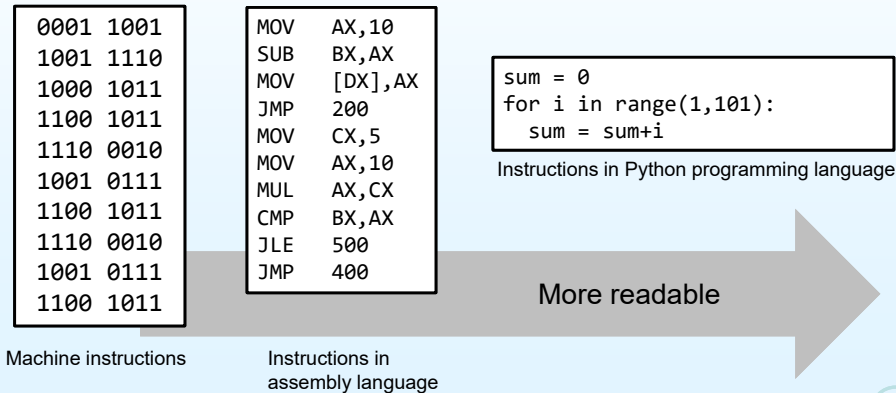 0001 1001
1001 1110
1000 1011
1100 1011
1110 0010
1001 0111
1100 1011
1110 0010
1001 0111
1100 1011
Machine instructions
MOV AX,10
SUB BX,AX
MOV [DX],AX
JMP 200
MOV CX,5
MOV AX,10
MUL AX,CX
CMP BX,AX
JLE 500
JMP 400
Instructions in
assembly language
sum = 0
for i in range(1,101):
  sum = sum+i
Instructions in Python programming language
More readable